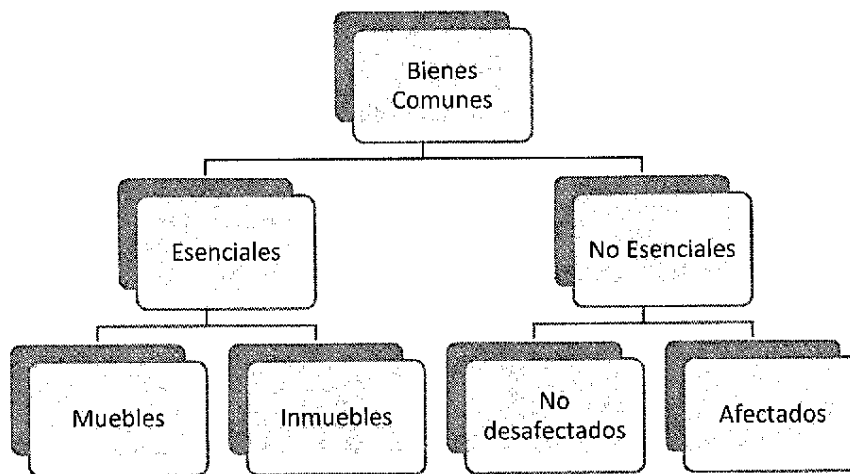 Bienes
Comunes
Esenciales
No Esenciales
Muebles
Inmuebles
No
desafectados
Afectados